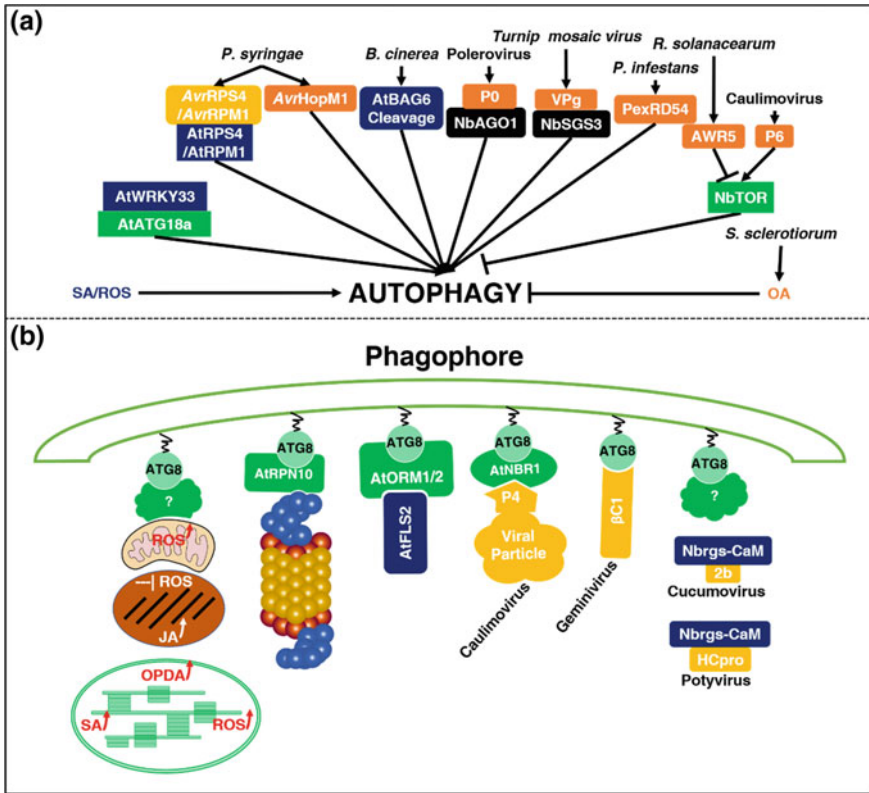 (a)
Turnip mosaic virus
P. syringae
B. cinerea
Polerovirus
R. solanacearum
P. infestans
Caulimovirus
AvrRPS4
/AvrRPM1
AvrHopM1
AtBAG6
Cleavage
P0
VPg
PexRD54
AtRPS4
/AtRPM1
NbAGO1
NbSGS3
AWR5
P6
AtWRKY33
AtATG18a
NbTOR
S. sclerotiorum
SA/ROS
AUTOPHAGY
OA
(b)
Phagophore
ATG8
?
ROS
ROS
JA
OPDA
SA
ROS
ATG8
AtRPN10
ATG8
AtORM1/2
AtFLS2
ATG8
AtNBR1
P4
Viral
Particle
Caulimovirus
ATG8
βC1
Geminivirus
ATG8
?
Nbrgs-CaM
2b
Cucumovirus
Nbrgs-CaM
HCpro
Potyvirus